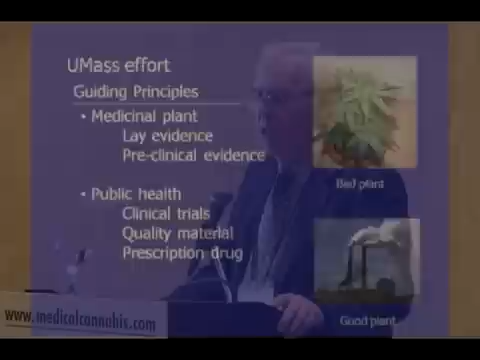 UMass effort
Guiding Principles
• Medicinal plant
Lay evidence
Pre-clinical evidence
• Public health
Clinical trials
Quality material
Prescription drug
Bad plant
Good plant
www.medicalcannabis.com